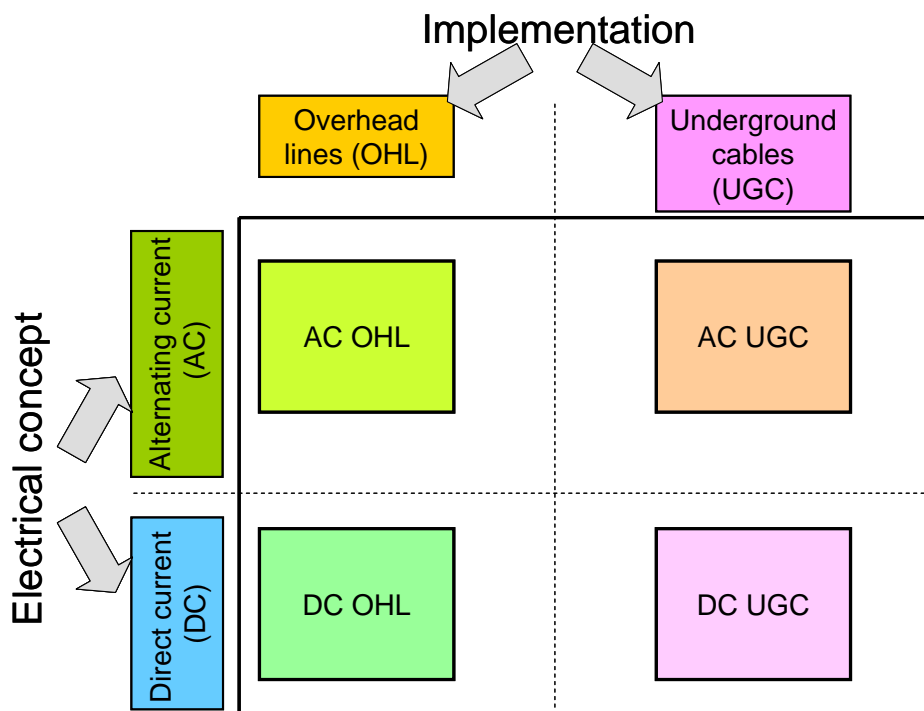 Implementation
Overhead
lines (OHL)
Underground
cables
(UGC)
Electrical concept
Alternating current
(AC)
AC OHL
AC UGC
Direct current
(DC)
DC OHL
DC UGC